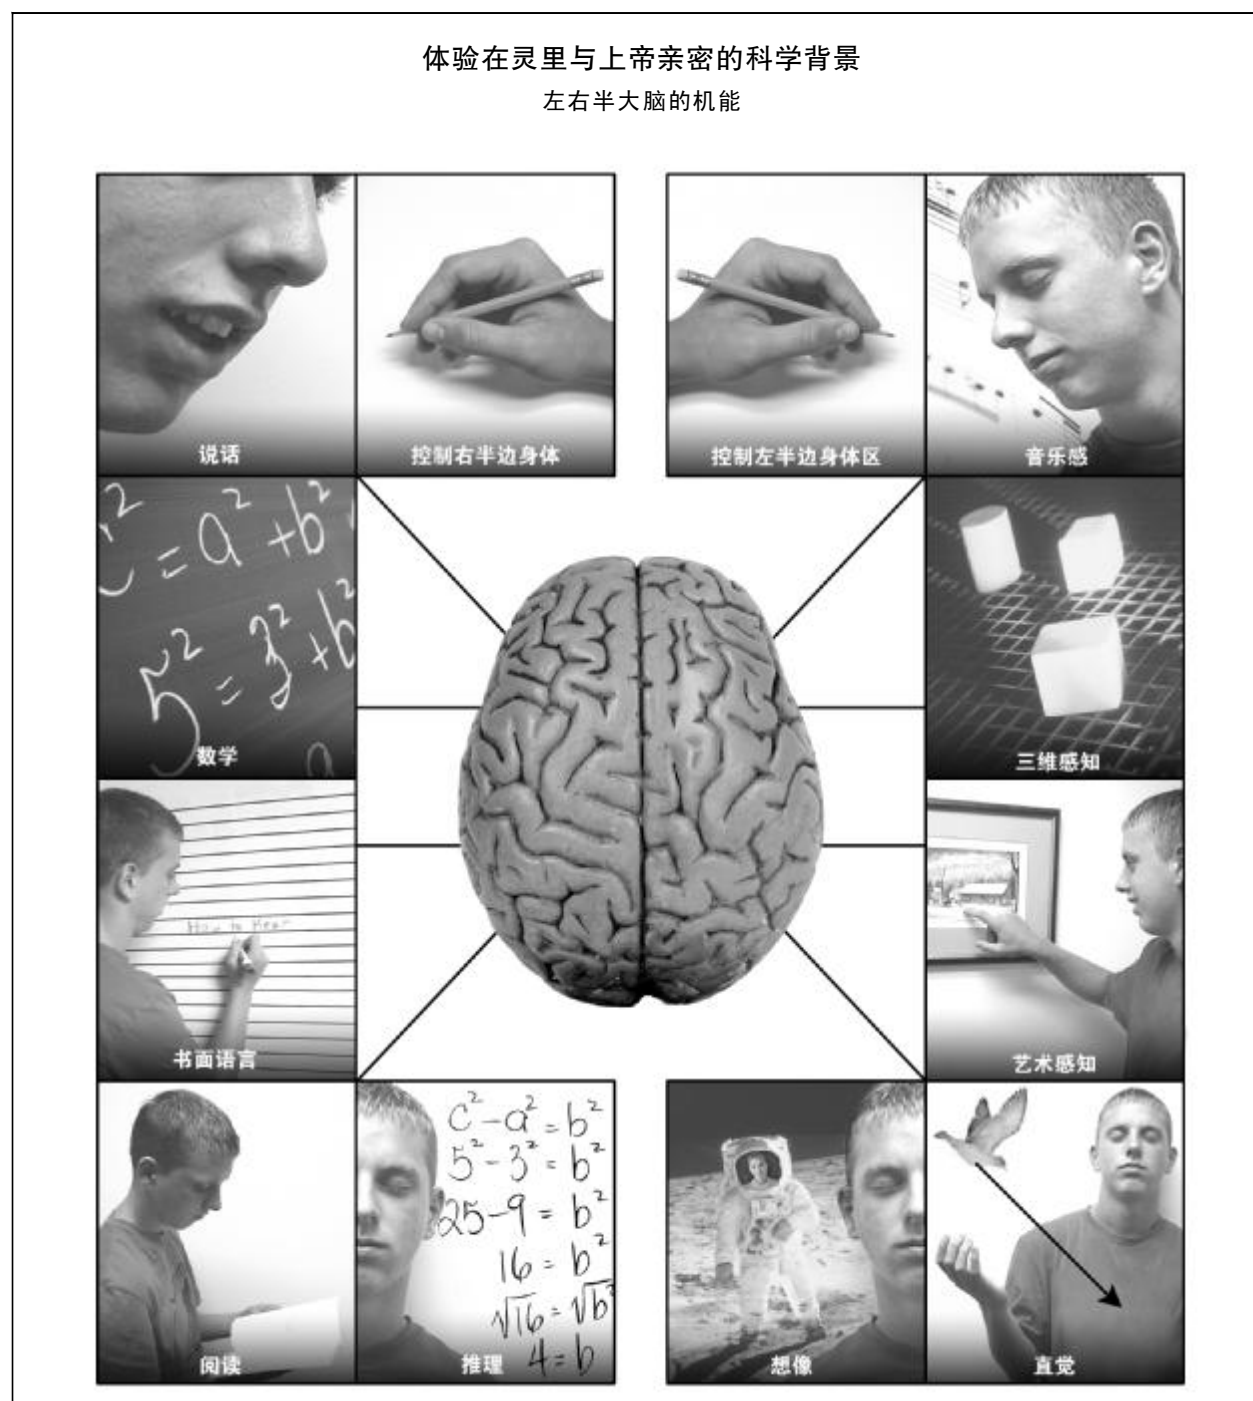 体验在灵里与上帝亲密的科学背景
左右半大脑的机能
说话
控制右半边身体
控制左半边身体区
音乐感
c² = a² + b²
5² = 3² + b²
数学
三维感知
How to Hear
书面语言
艺术感知
c² - a² = b²
5² - 3² = b²
25 - 9 = b²
16 = b²
√16 = √b²
4 = b
阅读
推理
想像
直觉